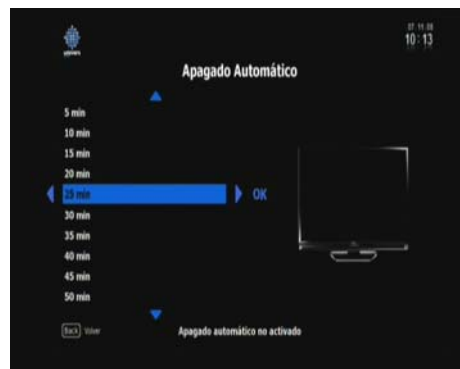 10:13
Apagado Automático
5 min
10 min
15 min
20 min
25 min
OK
30 min
35 min
40 min
45 min
50 min
Back Volver
Apagado automático no activado